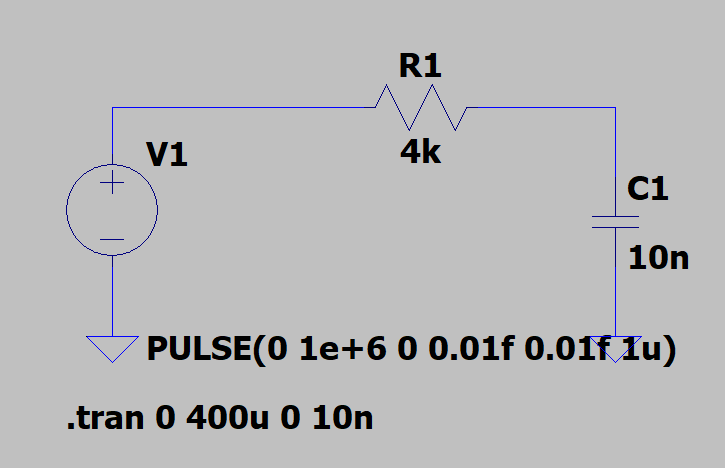 R1
V1
4k
C1
10n
PULSE(0 1e+6 0 0.01f 0.01f 1u)
.tran 0 400u 0 10n